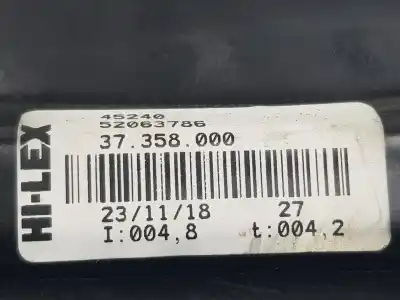 HI-LEX
45240
52063786
37.358.000
23/11/18 27
I:004,8 t:004,2